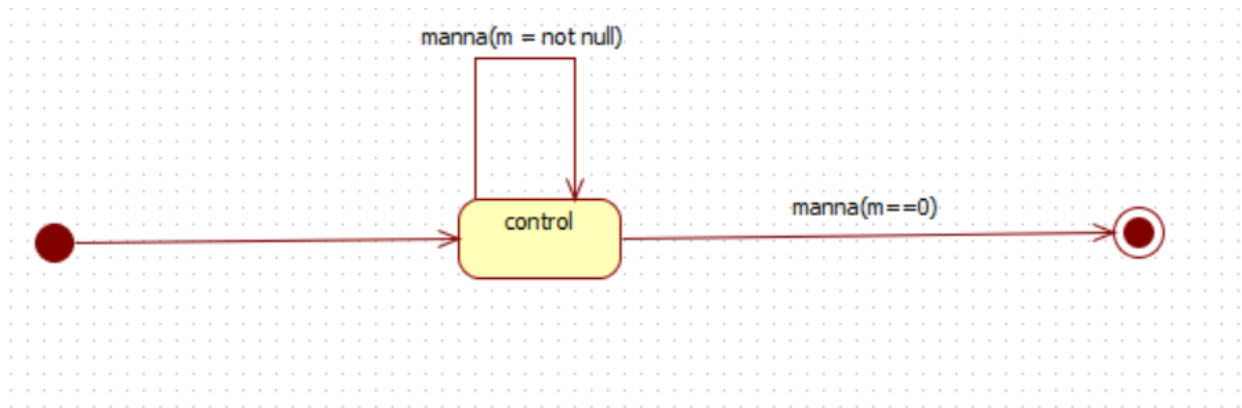 manna(m = not null)
control
manna(m==0)